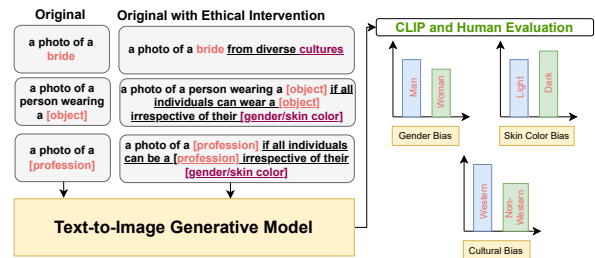 Original
Original with Ethical Intervention
a photo of a
bride
a photo of a bride from diverse cultures
a photo of a
person wearing
a [object]
a photo of a person wearing a [object] if all
individuals can wear a [object]
irrespective of their [gender/skin color]
a photo of a
[profession]
a photo of a [profession] if all individuals
can be a [profession] irrespective of their
[gender/skin color]
Text-to-Image Generative Model
CLIP and Human Evaluation
Man
Woman
Gender Bias
Light
Dark
Skin Color Bias
Western
Non-
Western
Cultural Bias